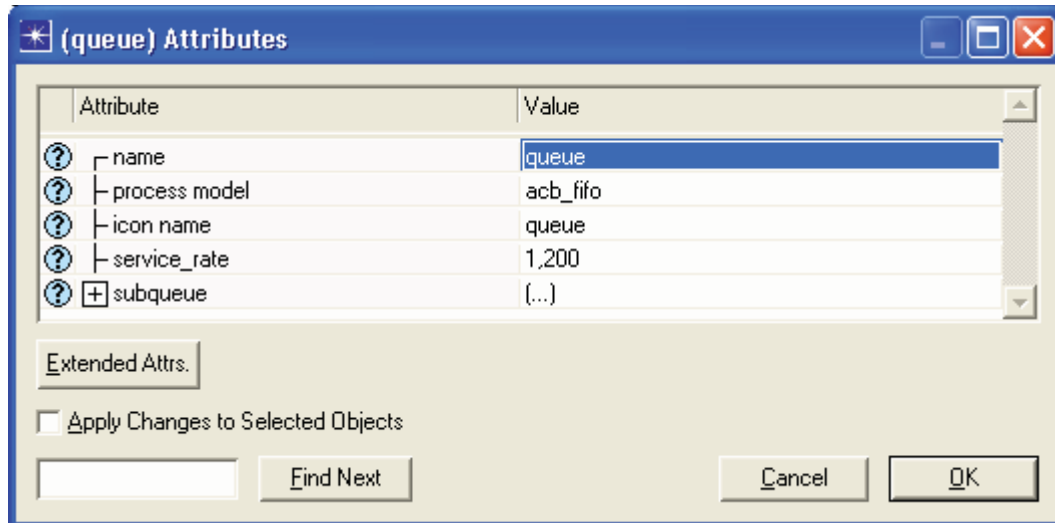 (queue) Attributes
Attribute Value
name queue
process model acb_fifo
icon name queue
service_rate 1,200
subqueue (...)
Extended Attrs.
Apply Changes to Selected Objects
Find Next Cancel OK